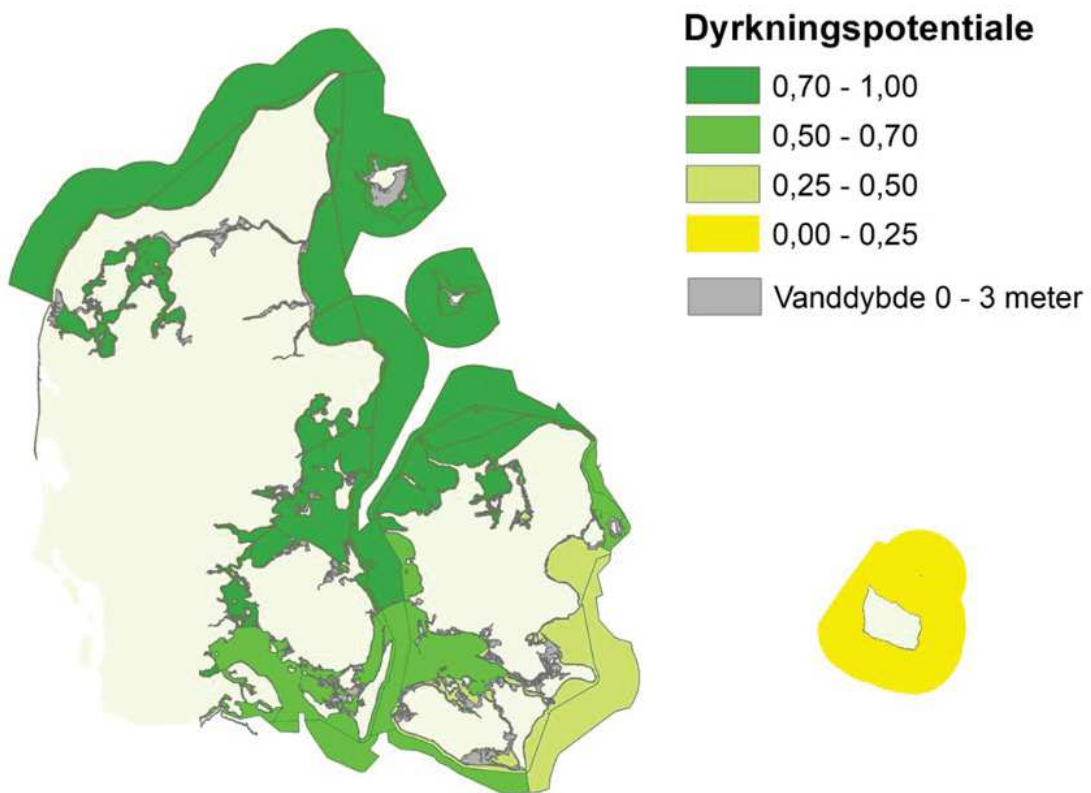 Dyrkningspotentiale
0,70 - 1,00
0,50 - 0,70
0,25 - 0,50
0,00 - 0,25
Vanddybde 0 - 3 meter